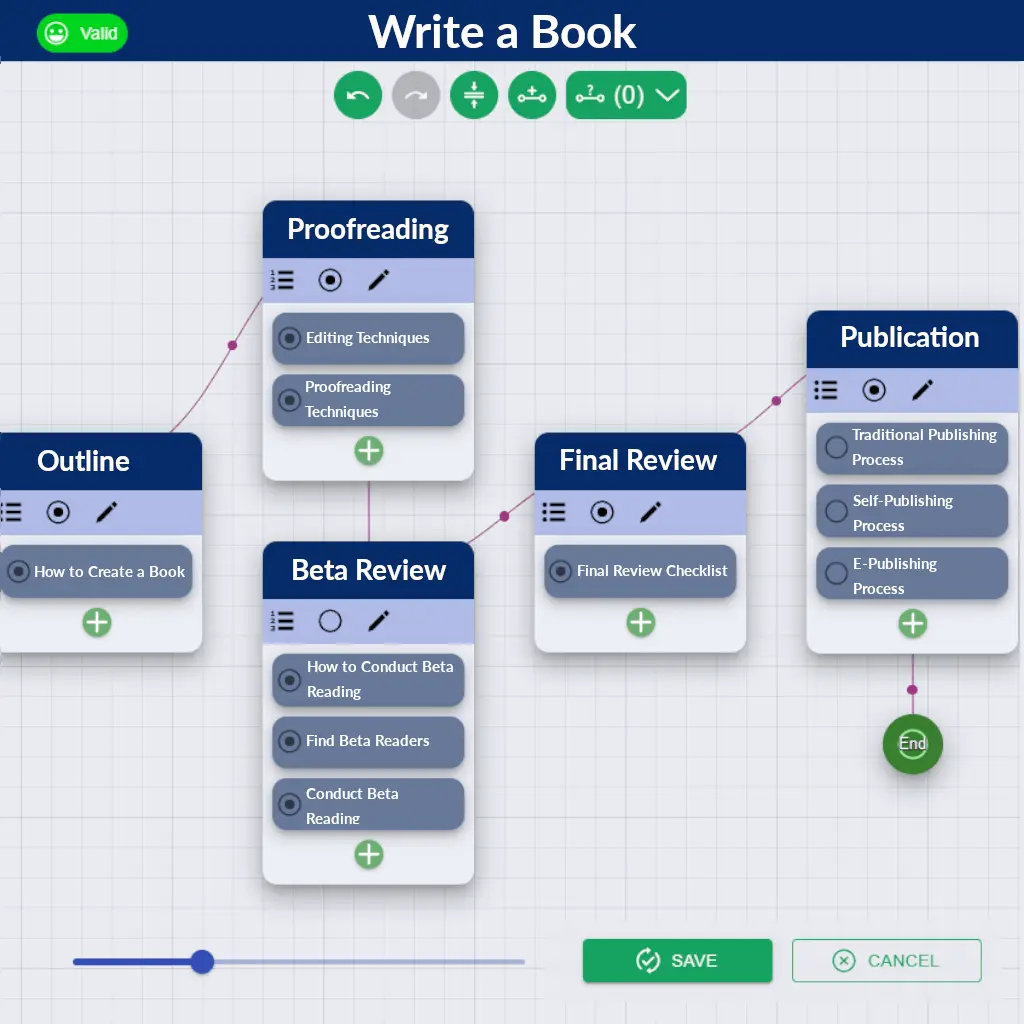 Valid
Write a Book
(0)
Proofreading
Editing Techniques
Proofreading
Techniques
Publication
Traditional Publishing
Process
Self-Publishing
Process
E-Publishing
Process
End
Outline
How to Create a Book
Beta Review
How to Conduct Beta
Reading
Find Beta Readers
Conduct Beta
Reading
Final Review
Final Review Checklist
SAVE
CANCEL